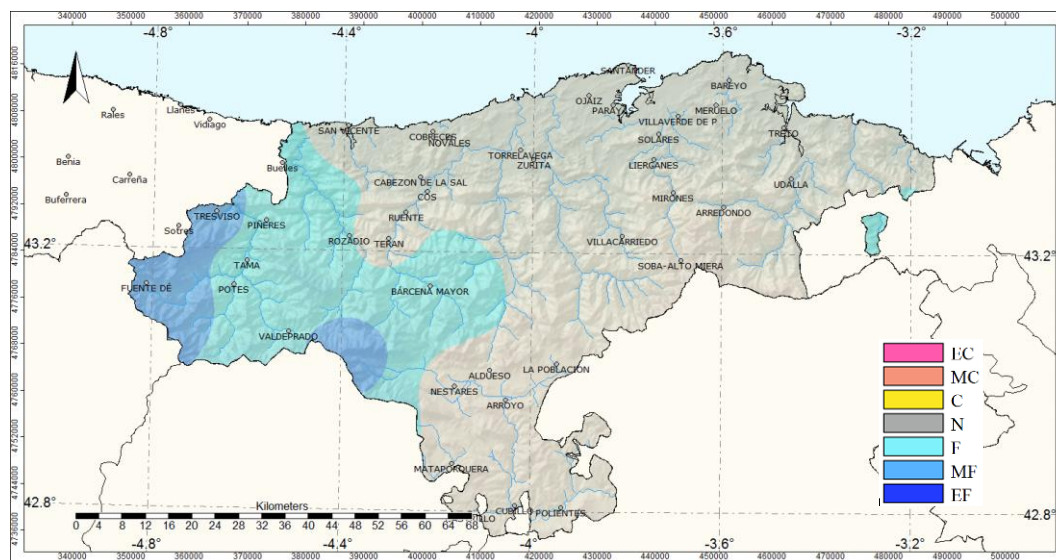 340000 350000 360000 370000 380000 390000 400000 410000 420000 430000 440000 450000 460000 470000 480000 490000 500000
-4.8° -4.4° -4° -3.6° -3.2°
4816000
SANTANDER
BAREYO
OJAIZ
Llanes
Rales
PARAYAS
MERUELO
4808000
Vidiago
VILLAVERDE DE P.
SAN VICENTE
COBRECES
TRETO
NOVALES
SOLARES
4800000
Benia
TORRELAVEGA
Buelles
ZURITA
LIERGANES
Carreña
CABEZON DE LA SAL
UDALLA
4792000
Buferrera
COS
MIRONES
TRESVISO
RUENTE
ARREDONDO
PIÑERES
Sotres
ROZADIO
TERAN
VILLACARRIEDO
43.2° 43.2°
4784000
TAMA
SOBA-ALTO MIERA
FUENTE DÉ
POTES
BÁRCENA MAYOR
4776000
VALDEPRADO
4768000
EC
LA POBLACION
MC
ALDUESO
4760000
NESTARES
C
ARROYO
N
F
4752000
MATAPORQUERA
MF
4744000
EF
42.8° 42.8°
Kilometers
CUBILLO
POLIENTES
0 4 8 12 16 20 24 28 32 36 40 44 48 52 56 60 64 68
4736000
-4.8° -4.4° -4° -3.6° -3.2°
340000 350000 360000 370000 380000 390000 400000 410000 420000 430000 440000 450000 460000 470000 480000 490000 500000